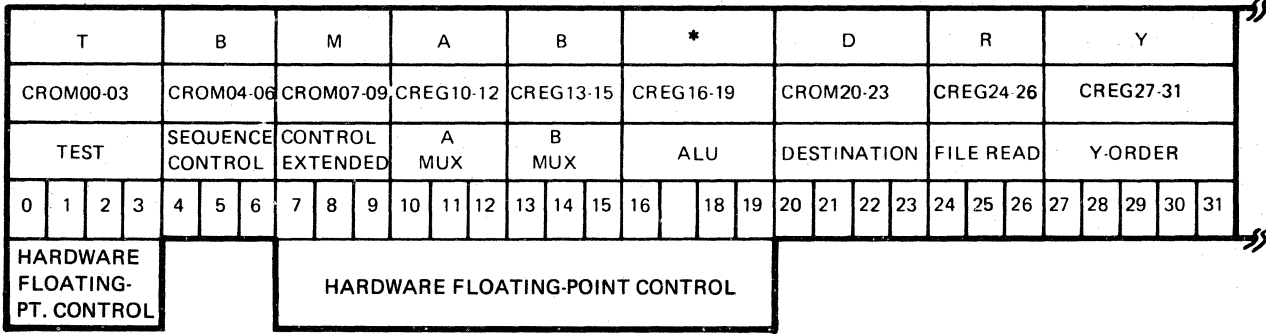 T B M A B * D R Y
CROM00-03 CROM04-06 CROM07-09 CREG10-12 CREG13-15 CREG16-19 CROM20-23 CREG24-26 CREG27-31
TEST SEQUENCE CONTROL CONTROL EXTENDED A MUX B MUX ALU DESTINATION FILE READ Y-ORDER
0 1 2 3 4 5 6 7 8 9 10 11 12 13 14 15 16 18 19 20 21 22 23 24 25 26 27 28 29 30 31
HARDWARE
FLOATING-
PT. CONTROL
HARDWARE FLOATING-POINT CONTROL